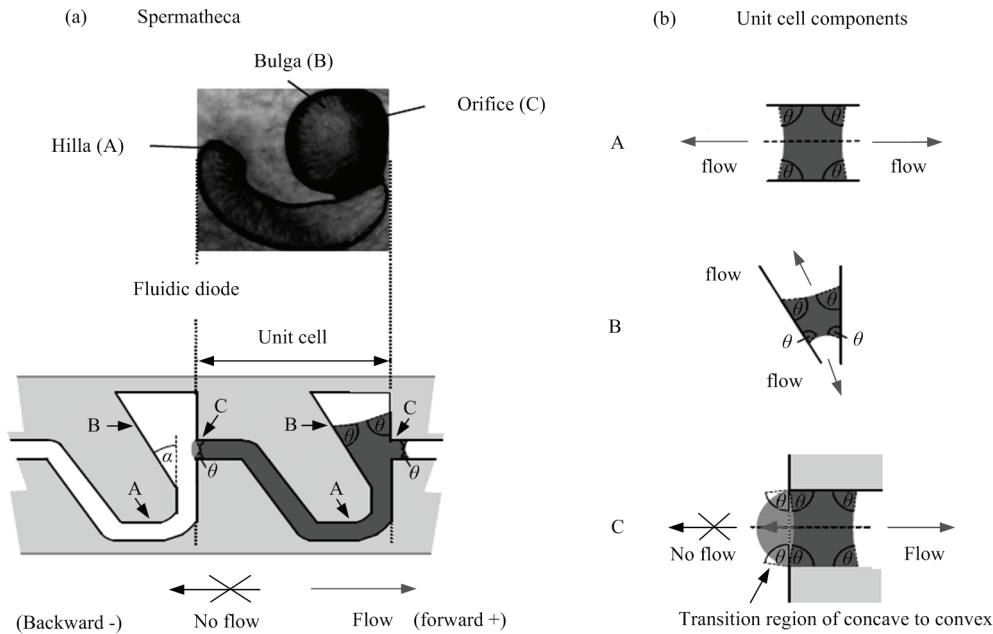 (a) Spermatheca
Bulga (B)
Orifice (C)
Hilla (A)
Fluidic diode
Unit cell
B
C
B
C
α
θ
θ
θ
θ
A
A
(Backward -) No flow Flow (forward +)
(b) Unit cell components
θ θ
A
flow flow
θ θ
flow
θ θ
B
θ θ
flow
θ θ θ
C
No flow Flow
θ θ θ
Transition region of concave to convex